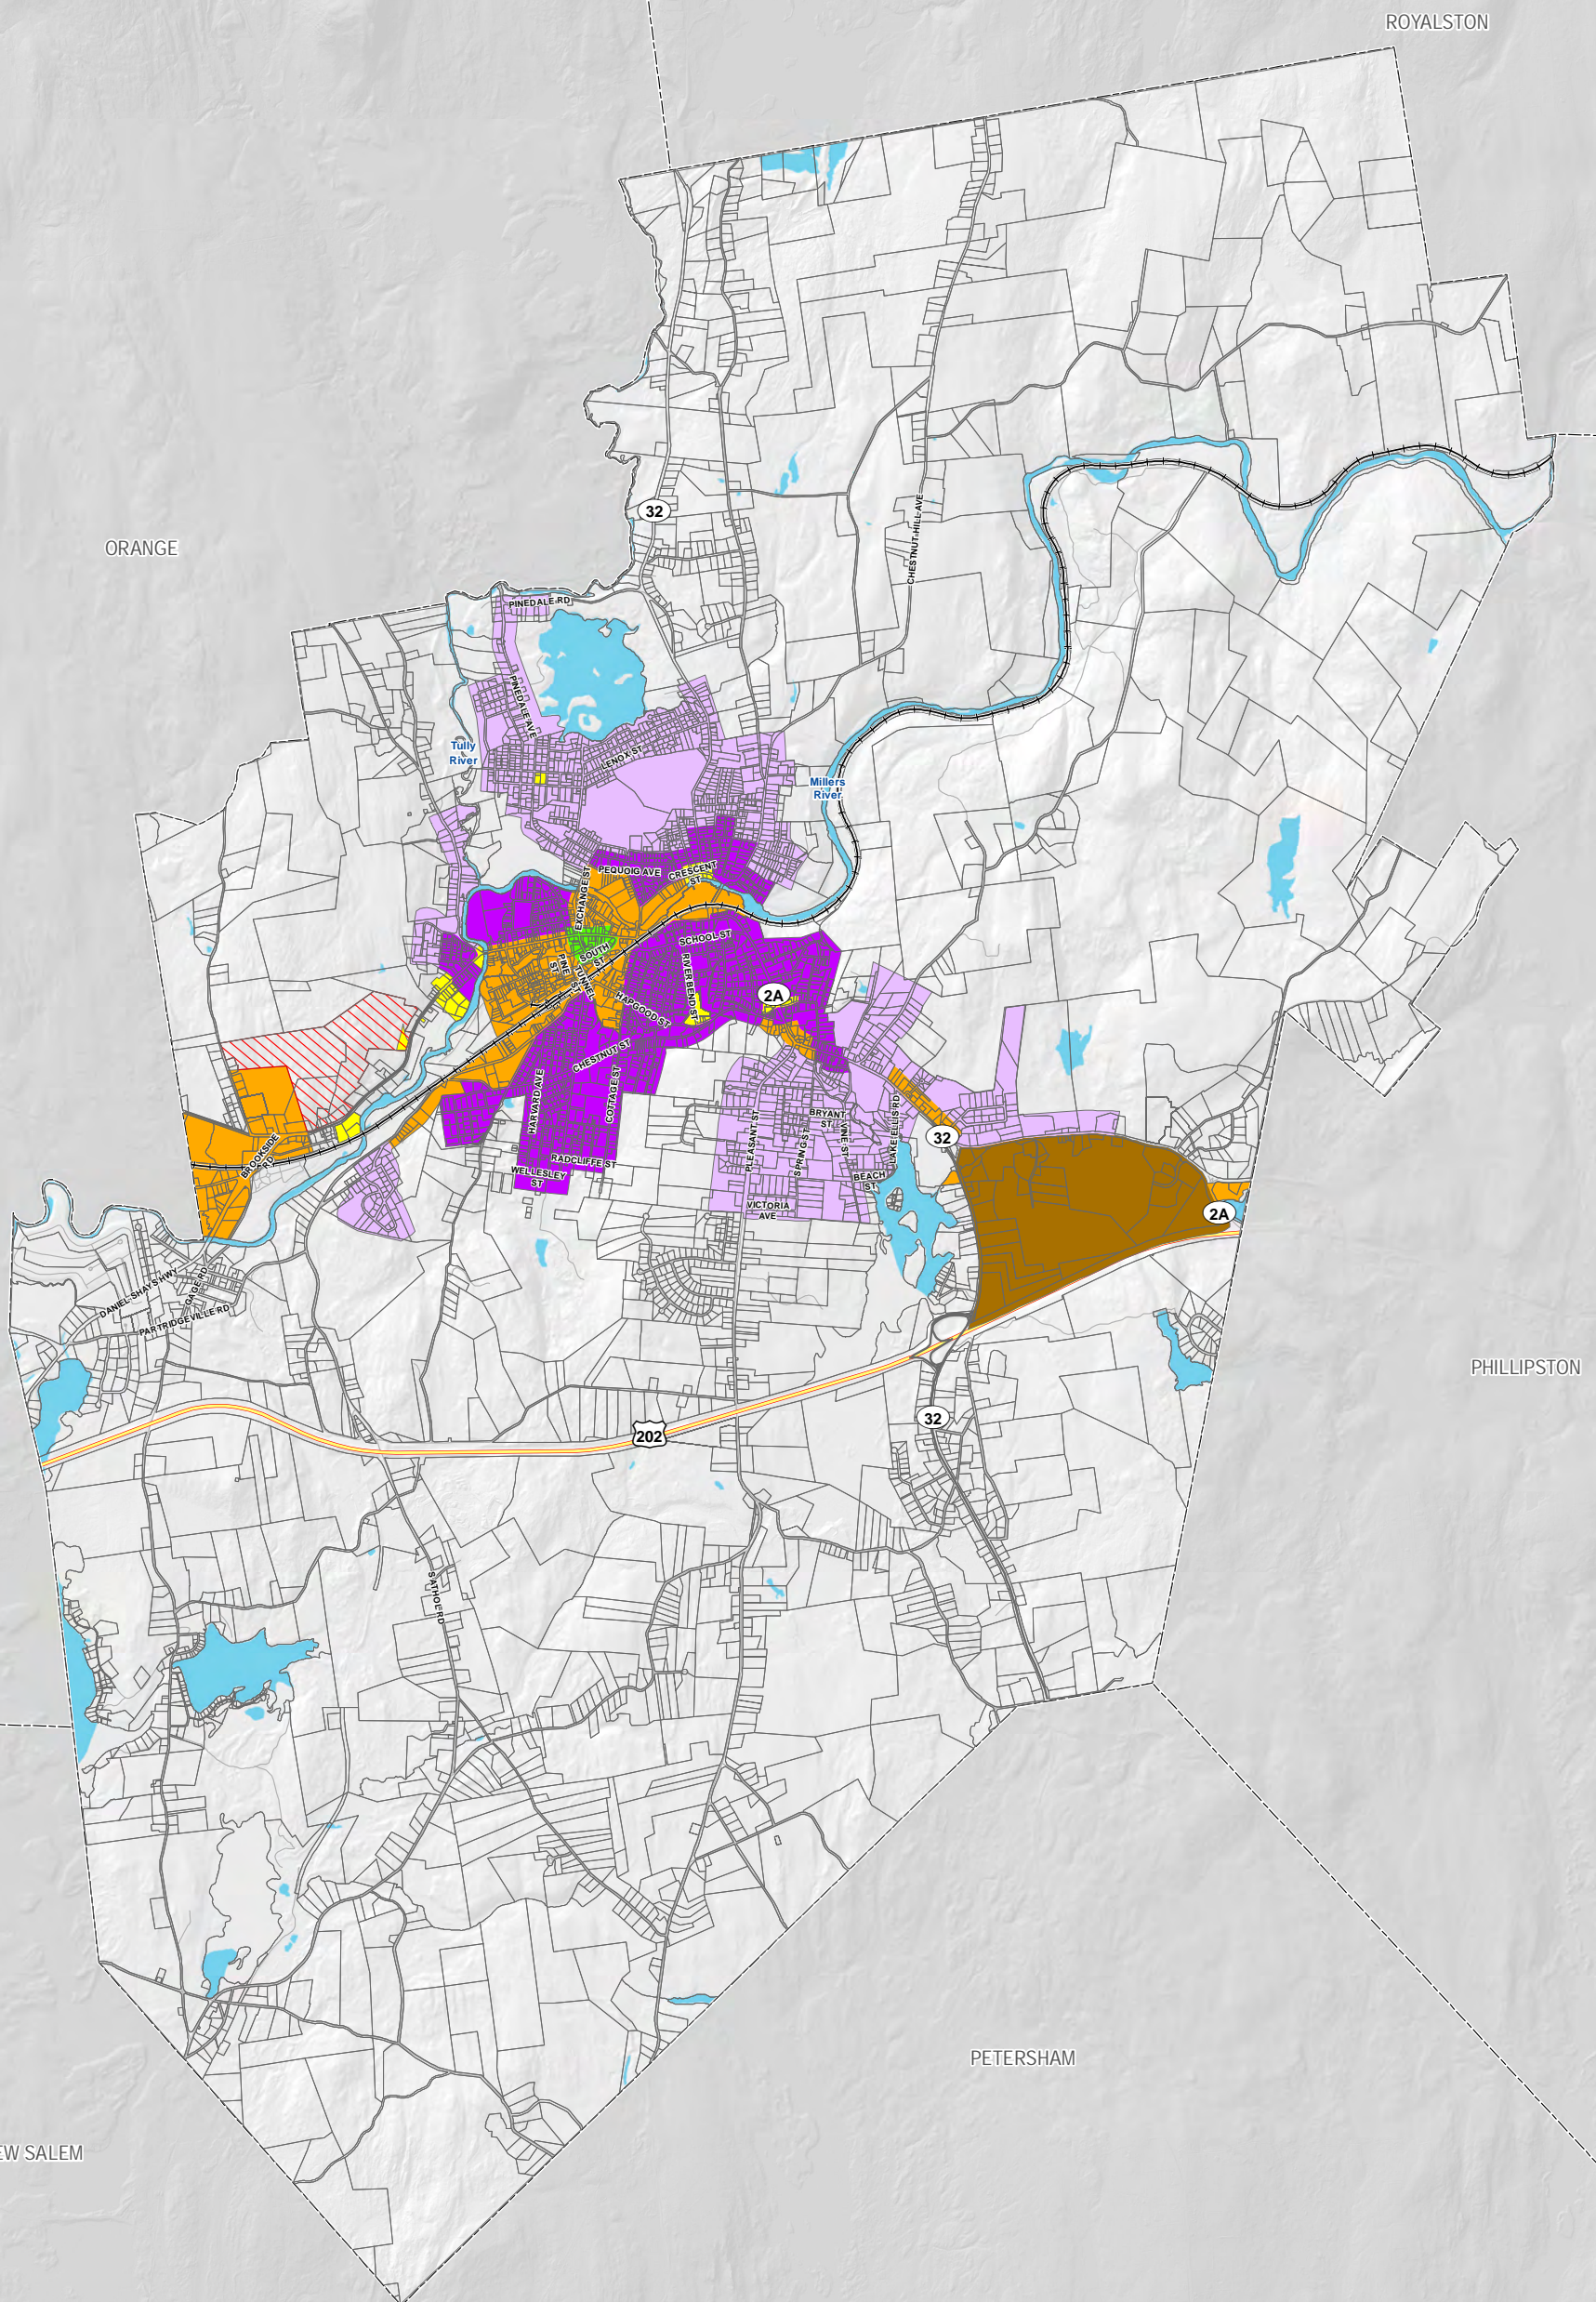 ROYALSTON
32
ORANGE
CHESTNUT HILL AVE
PINEDALE RD
PINEDALE AVE
Tully
River
LENOX ST
Millers
River
PEQUOIG AVE
CRESCENT
ST
EXCHANGE ST
SCHOOL ST
SOUTH
ST
PINE
ST
TUNNEL
ST
RIVERBEND ST
2A
HAPGOOD ST
CHESTNUT ST
HARVARD AVE
COTTAGE ST
BRYANT
ST
PLEASANT ST
SPRING ST
VINE ST
LAKE ELLIS RD
32
BROOKSIDE
RD
RADCLIFFE ST
WELLESLEY
ST
BEACH
ST
VICTORIA
AVE
2A
DANIEL SHAYS HWY
GAGE RD
PARTRIDGEVILLE RD
PHILLIPSTON
32
202
S ATHOL RD
PETERSHAM
EW SALEM